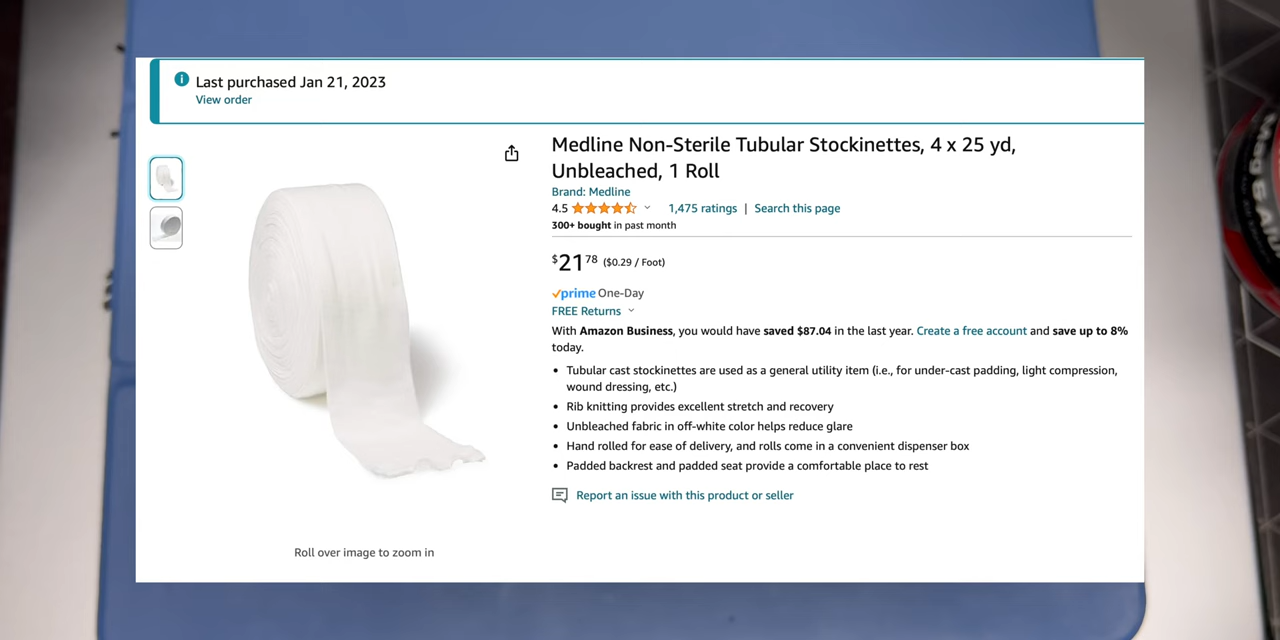 Last purchased Jan 21, 2023
View order
Medline Non-Sterile Tubular Stockinettes, 4 x 25 yd,
Unbleached, 1 Roll
Brand: Medline
4.5 1,475 ratings | Search this page
300+ bought in past month
$21 78 ($0.29 / Foot)
prime One-Day
FREE Returns
With Amazon Business, you would have saved $87.04 in the last year. Create a free account and save up to 8%
today.
• Tubular cast stockinettes are used as a general utility item (i.e., for under-cast padding, light compression,
wound dressing, etc.)
• Rib knitting provides excellent stretch and recovery
• Unbleached fabric in off-white color helps reduce glare
• Hand rolled for ease of delivery, and rolls come in a convenient dispenser box
• Padded backrest and padded seat provide a comfortable place to rest
Report an issue with this product or seller
Roll over image to zoom in